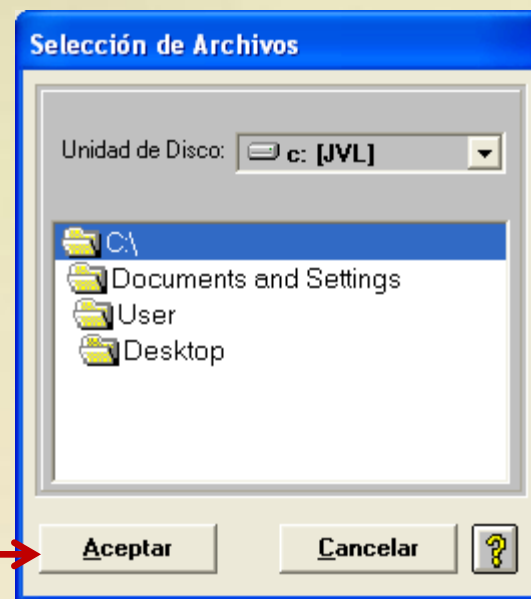 Selección de Archivos
Unidad de Disco: c: [JVL]
C:\
Documents and Settings
User
Desktop
Aceptar Cancelar ?